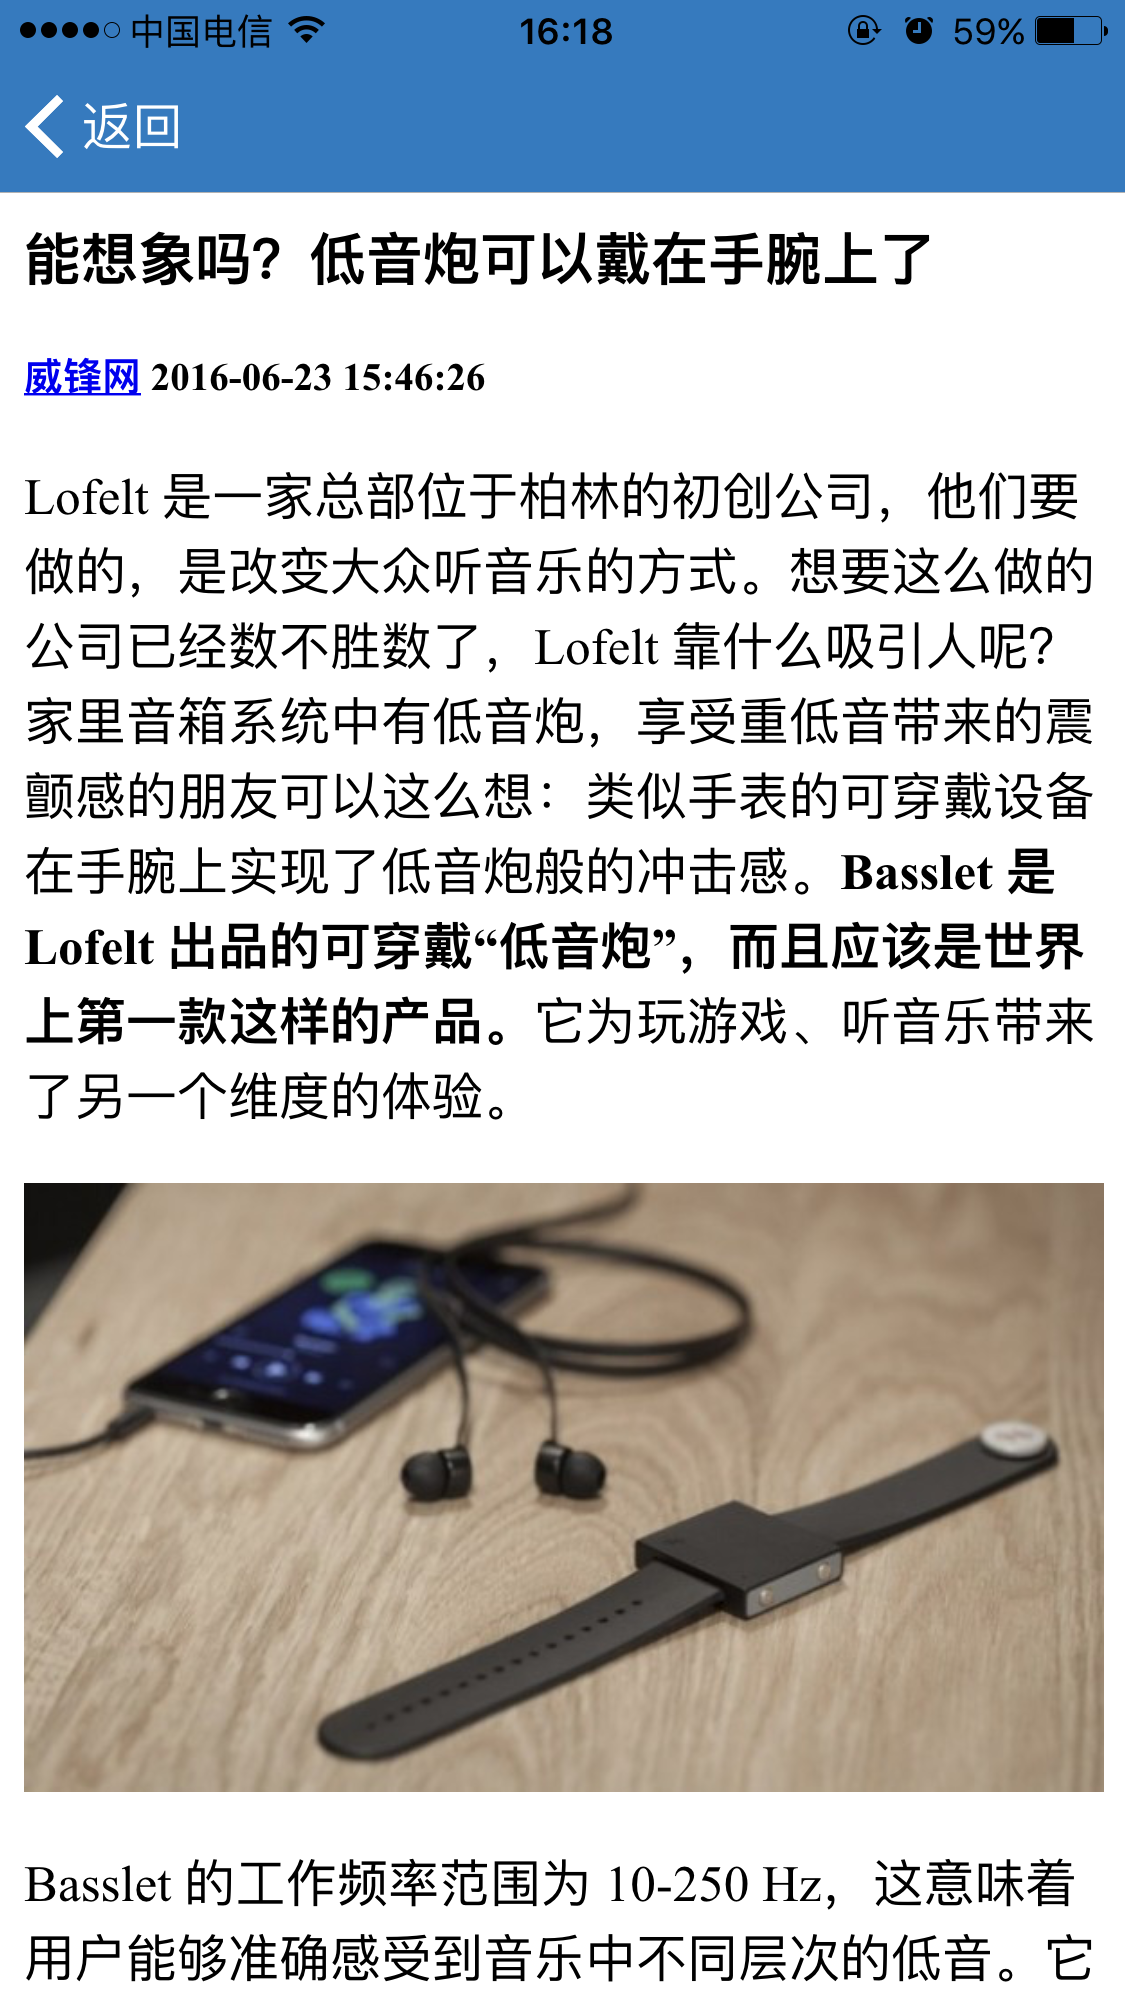 中国电信
16:18
59%
返回
能想象吗？低音炮可以戴在手腕上了
威锋网 2016-06-23 15:46:26
Lofelt 是一家总部位于柏林的初创公司，他们要
做的，是改变大众听音乐的方式。想要这么做的
公司已经数不胜数了，Lofelt 靠什么吸引人呢？
家里音箱系统中有低音炮，享受重低音带来的震
颤感的朋友可以这么想：类似手表的可穿戴设备
在手腕上实现了低音炮般的冲击感。Basslet 是
Lofelt 出品的可穿戴“低音炮”，而且应该是世界
上第一款这样的产品。它为玩游戏、听音乐带来
了另一个维度的体验。
Basslet 的工作频率范围为 10-250 Hz，这意味着
用户能够准确感受到音乐中不同层次的低音。它